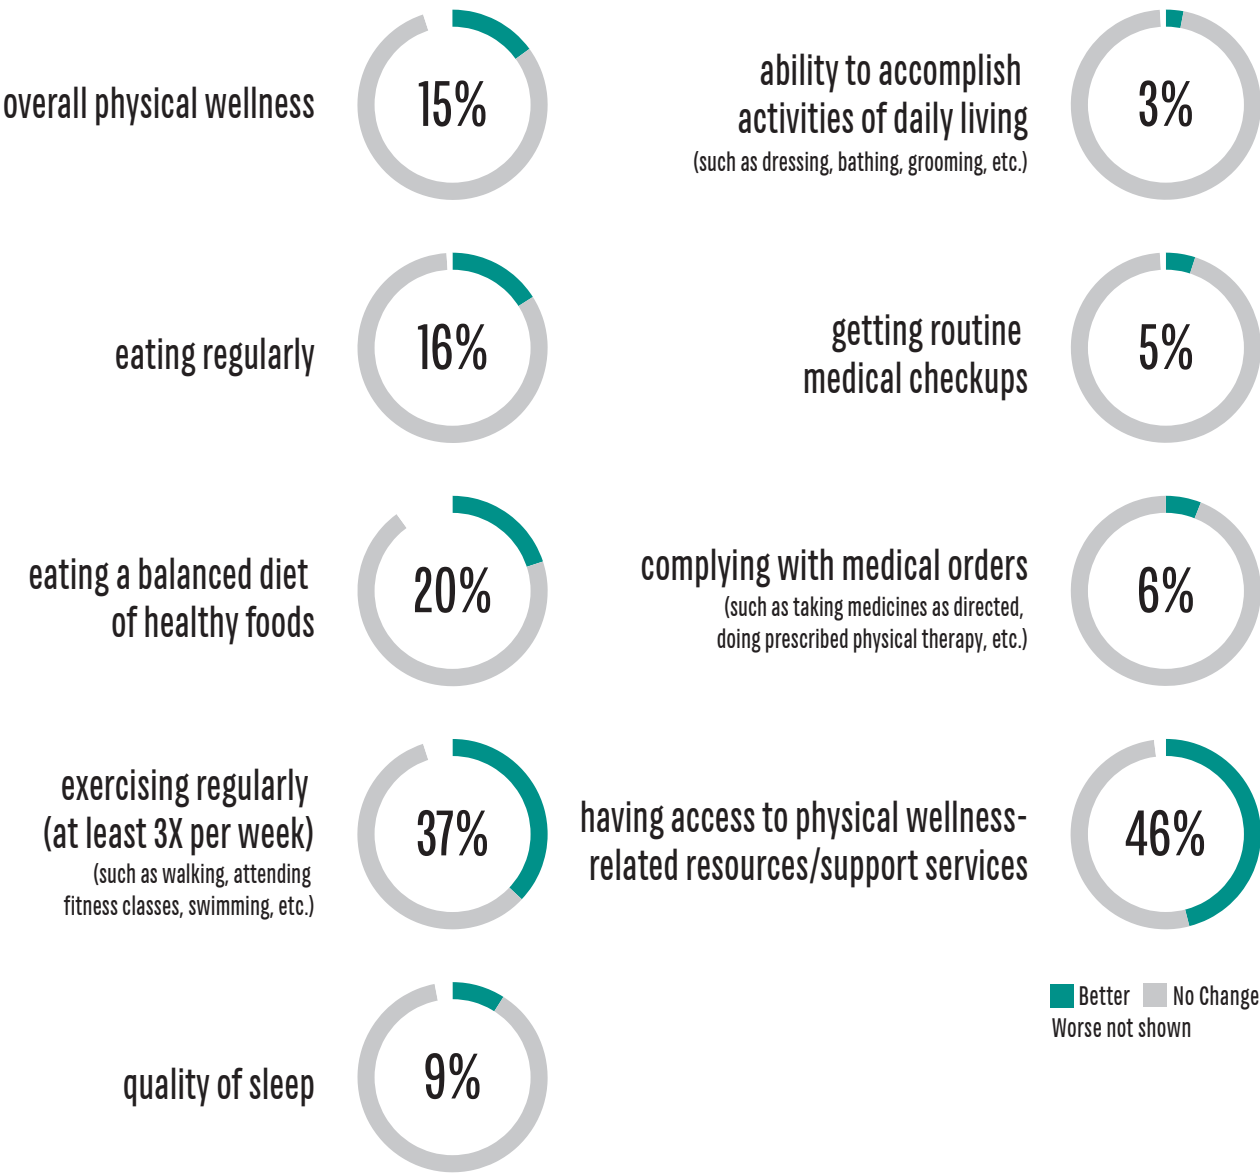 overall physical wellness
15%
eating regularly
16%
eating a balanced diet
of healthy foods
20%
exercising regularly
(at least 3X per week)
(such as walking, attending
fitness classes, swimming, etc.)
37%
quality of sleep
9%
ability to accomplish
activities of daily living
(such as dressing, bathing, grooming, etc.)
3%
getting routine
medical checkups
5%
complying with medical orders
(such as taking medicines as directed,
doing prescribed physical therapy, etc.)
6%
having access to physical wellness-
related resources/support services
46%
Better No Change
Worse not shown